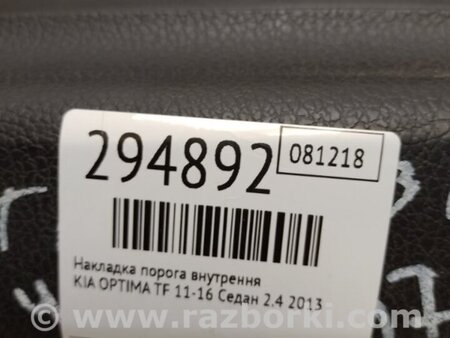 294892
081218
Накладка порога внутрення
KIA OPTIMA TF 11-16 Седан 2.4 2013
www.razborki.com